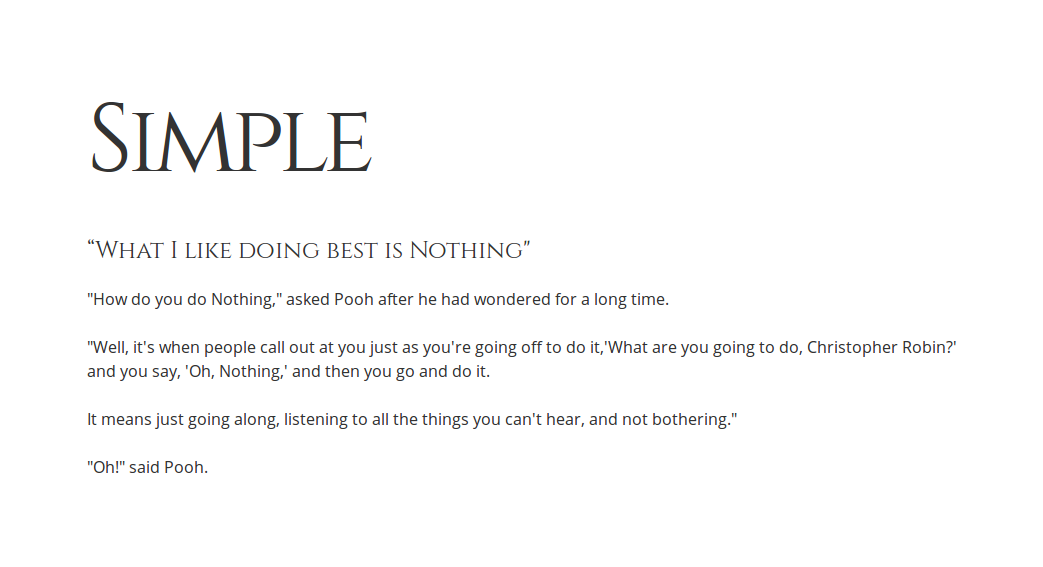 Simple
“What I like doing best is Nothing"
"How do you do Nothing," asked Pooh after he had wondered for a long time.
"Well, it's when people call out at you just as you're going off to do it,'What are you going to do, Christopher Robin?'
and you say, 'Oh, Nothing,' and then you go and do it.
It means just going along, listening to all the things you can't hear, and not bothering."
"Oh!" said Pooh.